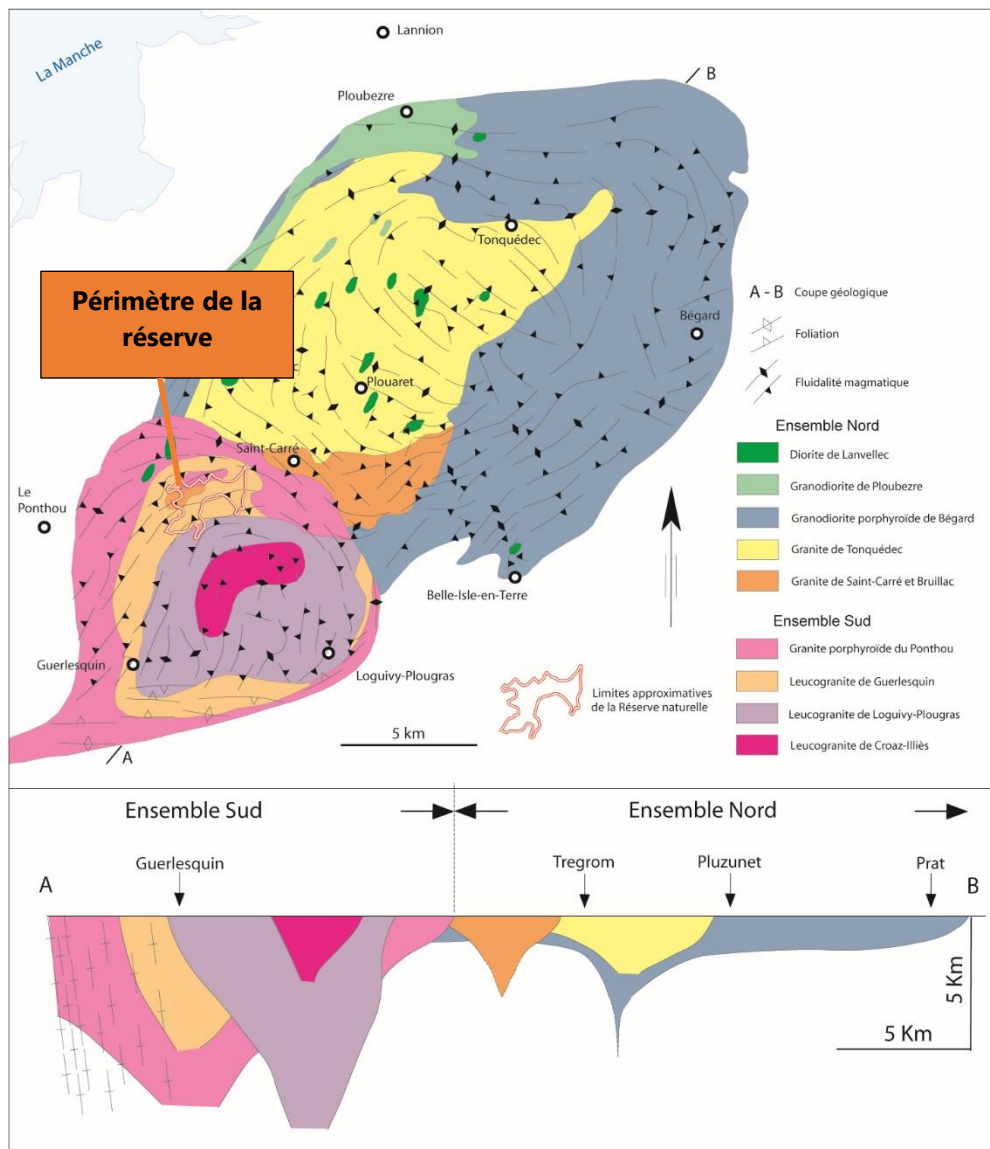 La Manche
Lannion
B
Ploubezre
Tonquédec
Périmètre de la
réserve
A - B Coupe géologique
Bégard
Foliation
Plouaret
Fluidalité magmatique
Saint-Carré
Ensemble Nord
Diorite de Lanvellec
Granodiorite de Ploubezre
Le
Ponthou
Granodiorite porphyroïde de Bégard
Granite de Tonquédec
Belle-Isle-en-Terre
Granite de Saint-Carré et Bruillac
Ensemble Sud
Granite porphyroïde du Ponthou
Guerlesquin
Loguivy-Plougras
Leucogranite de Guerlesquin
Limites approximatives
de la Réserve naturelle
Leucogranite de Loguivy-Plougras
5 km
Leucogranite de Croaz-Illiès
A
Ensemble Sud
Ensemble Nord
Guerlesquin
Tregrom
Pluzunet
Prat
A
B
5 Km
5 Km